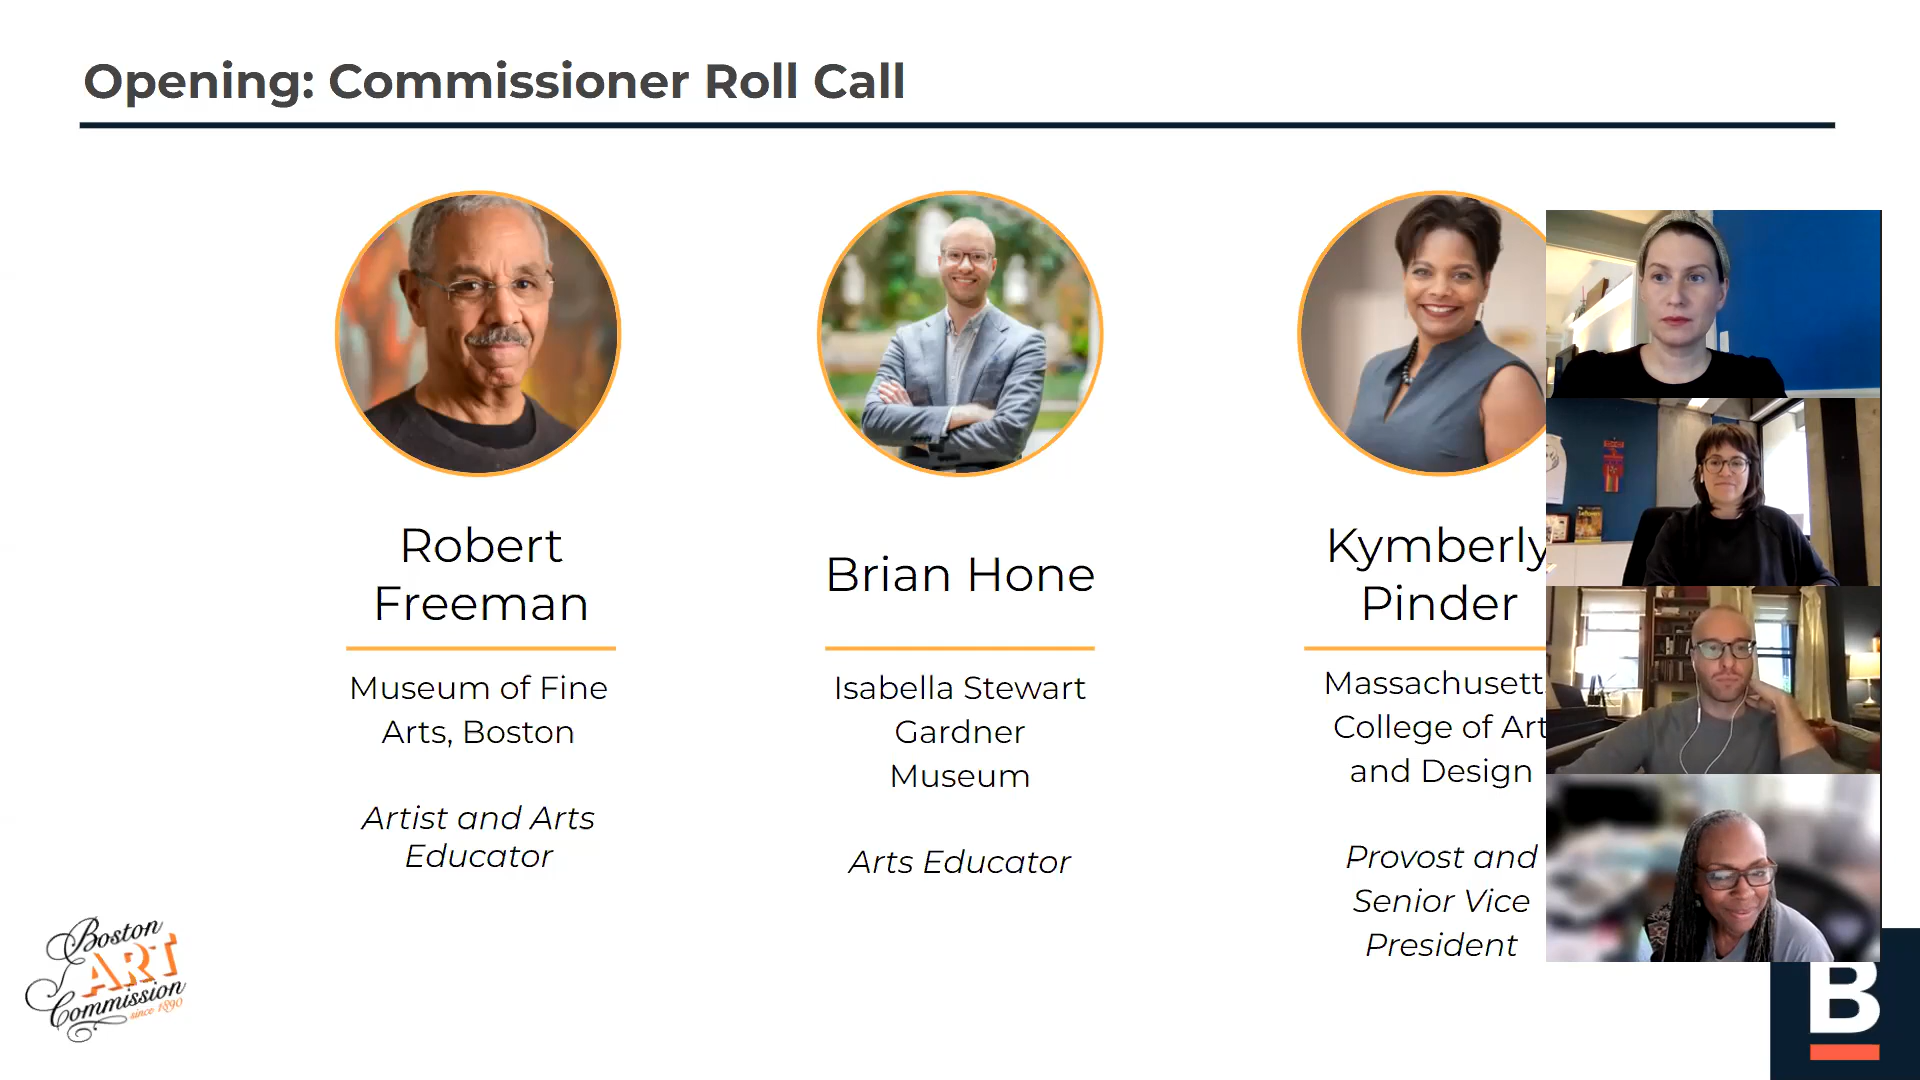 Opening: Commissioner Roll Call
Robert
Freeman
Museum of Fine
Arts, Boston
Artist and Arts
Educator
Brian Hone
Isabella Stewart
Gardner
Museum
Arts Educator
Kymberly
Pinder
Massachusett
College of Art
and Design
Provost and
Senior Vice
President
Boston
ART
Commission
since 1890
B